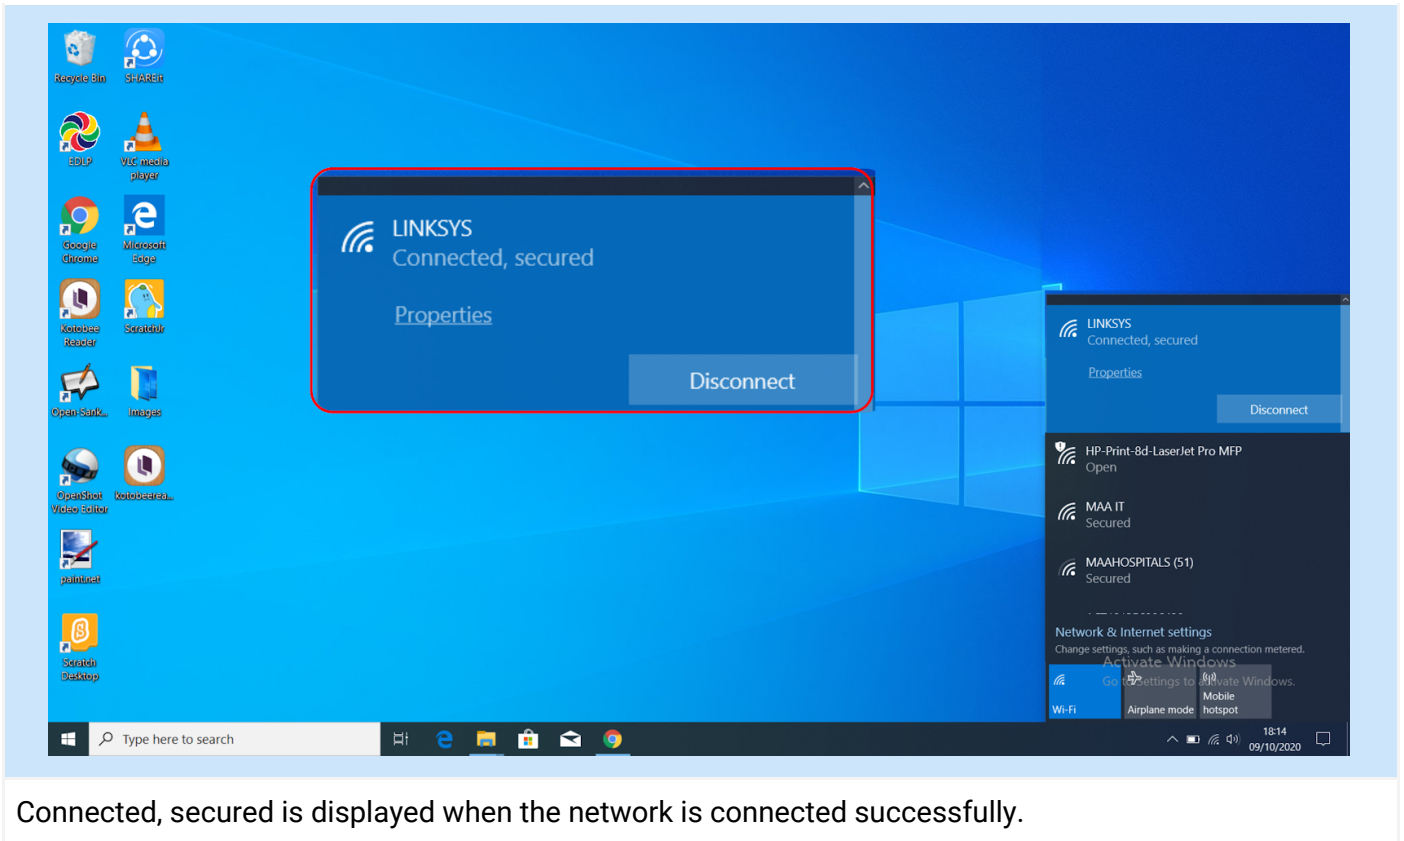 Recycle Bin
SHAREit
EDLP
VLC media
player
Google
Chrome
Microsoft
Edge
Kotobee
Reader
ScratchJr
Open-Sank...
Images
OpenShot
Video Editor
kotobeerea...
paint.net
Scratch
Desktop
LINKSYS
Connected, secured
Properties
Disconnect
LINKSYS
Connected, secured
Properties
Disconnect
HP-Print-8d-LaserJet Pro MFP
Open
MAA IT
Secured
MAAHOSPITALS (51)
Secured
Network & Internet settings
Change settings, such as making a connection metered.
Activate Windows
Go to Settings to activate Windows.
Wi-Fi
Airplane mode
Mobile
hotspot
Type here to search
18:14
09/10/2020
Connected, secured is displayed when the network is connected successfully.